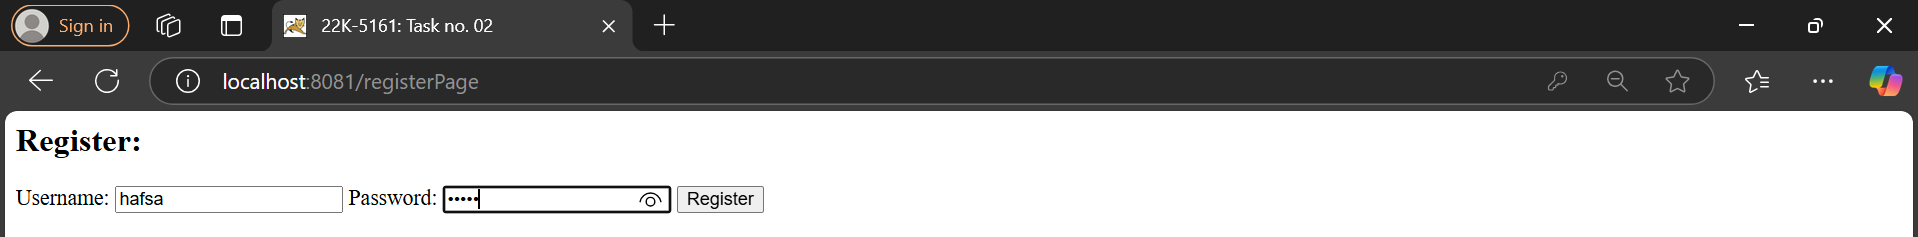 Sign in
22K-5161: Task no. 02
localhost:8081/registerPage
Register:
Username: hafsa Password: ••••• Register